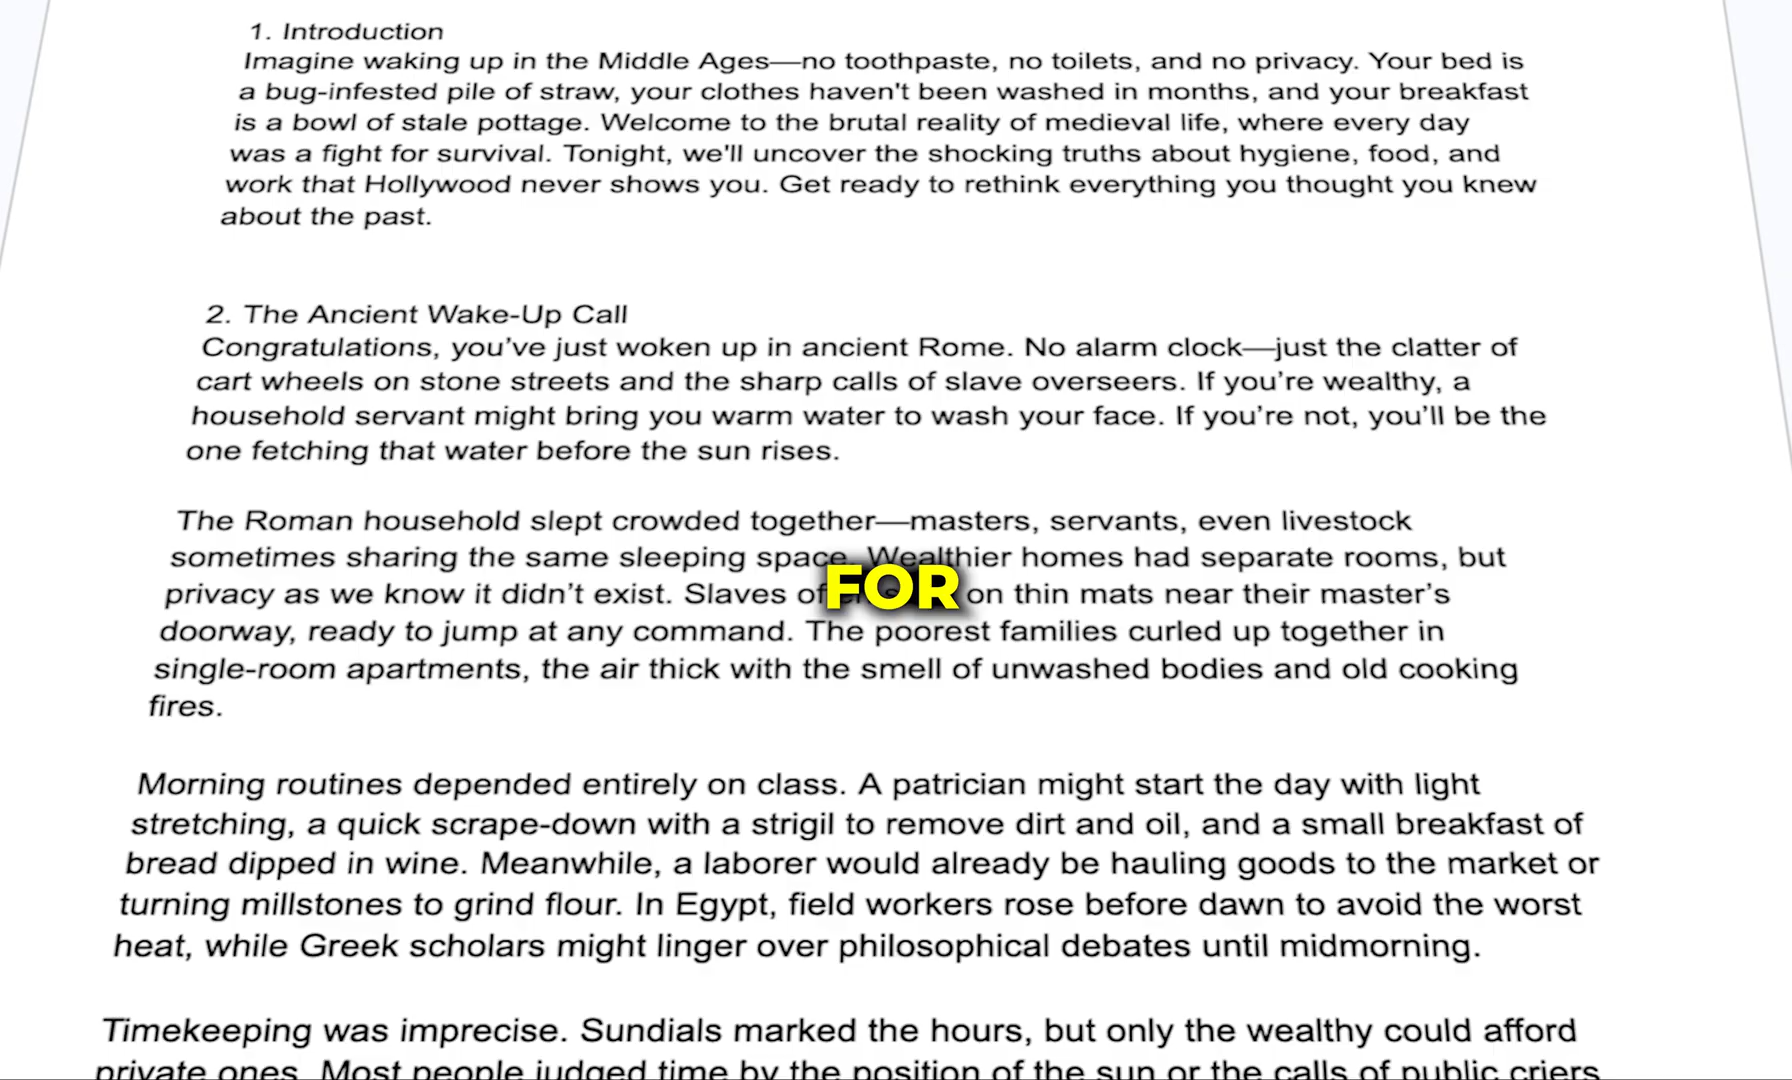 1. Introduction
Imagine waking up in the Middle Ages—no toothpaste, no toilets, and no privacy. Your bed is
a bug-infested pile of straw, your clothes haven't been washed in months, and your breakfast
is a bowl of stale pottage. Welcome to the brutal reality of medieval life, where every day
was a fight for survival. Tonight, we'll uncover the shocking truths about hygiene, food, and
work that Hollywood never shows you. Get ready to rethink everything you thought you knew
about the past.
2. The Ancient Wake-Up Call
Congratulations, you’ve just woken up in ancient Rome. No alarm clock—just the clatter of
cart wheels on stone streets and the sharp calls of slave overseers. If you’re wealthy, a
household servant might bring you warm water to wash your face. If you’re not, you’ll be the
one fetching that water before the sun rises.
The Roman household slept crowded together—masters, servants, even livestock
sometimes sharing the same sleeping space. Wealthier homes had separate rooms, but
privacy as we know it didn’t exist. Slaves on thin mats near their master’s
FOR
doorway, ready to jump at any command. The poorest families curled up together in
single-room apartments, the air thick with the smell of unwashed bodies and old cooking
fires.
Morning routines depended entirely on class. A patrician might start the day with light
stretching, a quick scrape-down with a strigil to remove dirt and oil, and a small breakfast of
bread dipped in wine. Meanwhile, a laborer would already be hauling goods to the market or
turning millstones to grind flour. In Egypt, field workers rose before dawn to avoid the worst
heat, while Greek scholars might linger over philosophical debates until midmorning.
Timekeeping was imprecise. Sundials marked the hours, but only the wealthy could afford
private ones. Most people judged time by the position of the sun or the calls of public criers